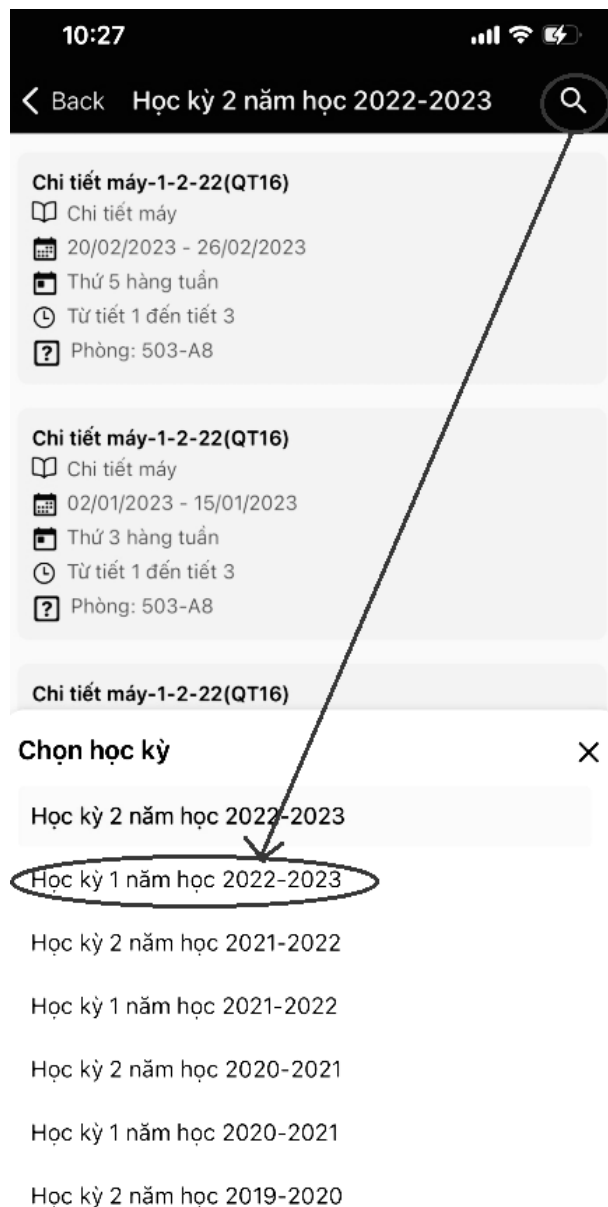 10:27
Back Học kỳ 2 năm học 2022-2023
Chi tiết máy-1-2-22(QT16)
Chi tiết máy
20/02/2023 - 26/02/2023
Thứ 5 hàng tuần
Từ tiết 1 đến tiết 3
Phòng: 503-A8
Chi tiết máy-1-2-22(QT16)
Chi tiết máy
02/01/2023 - 15/01/2023
Thứ 3 hàng tuần
Từ tiết 1 đến tiết 3
Phòng: 503-A8
Chi tiết máy-1-2-22(QT16)
Chọn học kỳ
Học kỳ 2 năm học 2022-2023
Học kỳ 1 năm học 2022-2023
Học kỳ 2 năm học 2021-2022
Học kỳ 1 năm học 2021-2022
Học kỳ 2 năm học 2020-2021
Học kỳ 1 năm học 2020-2021
Học kỳ 2 năm học 2019-2020